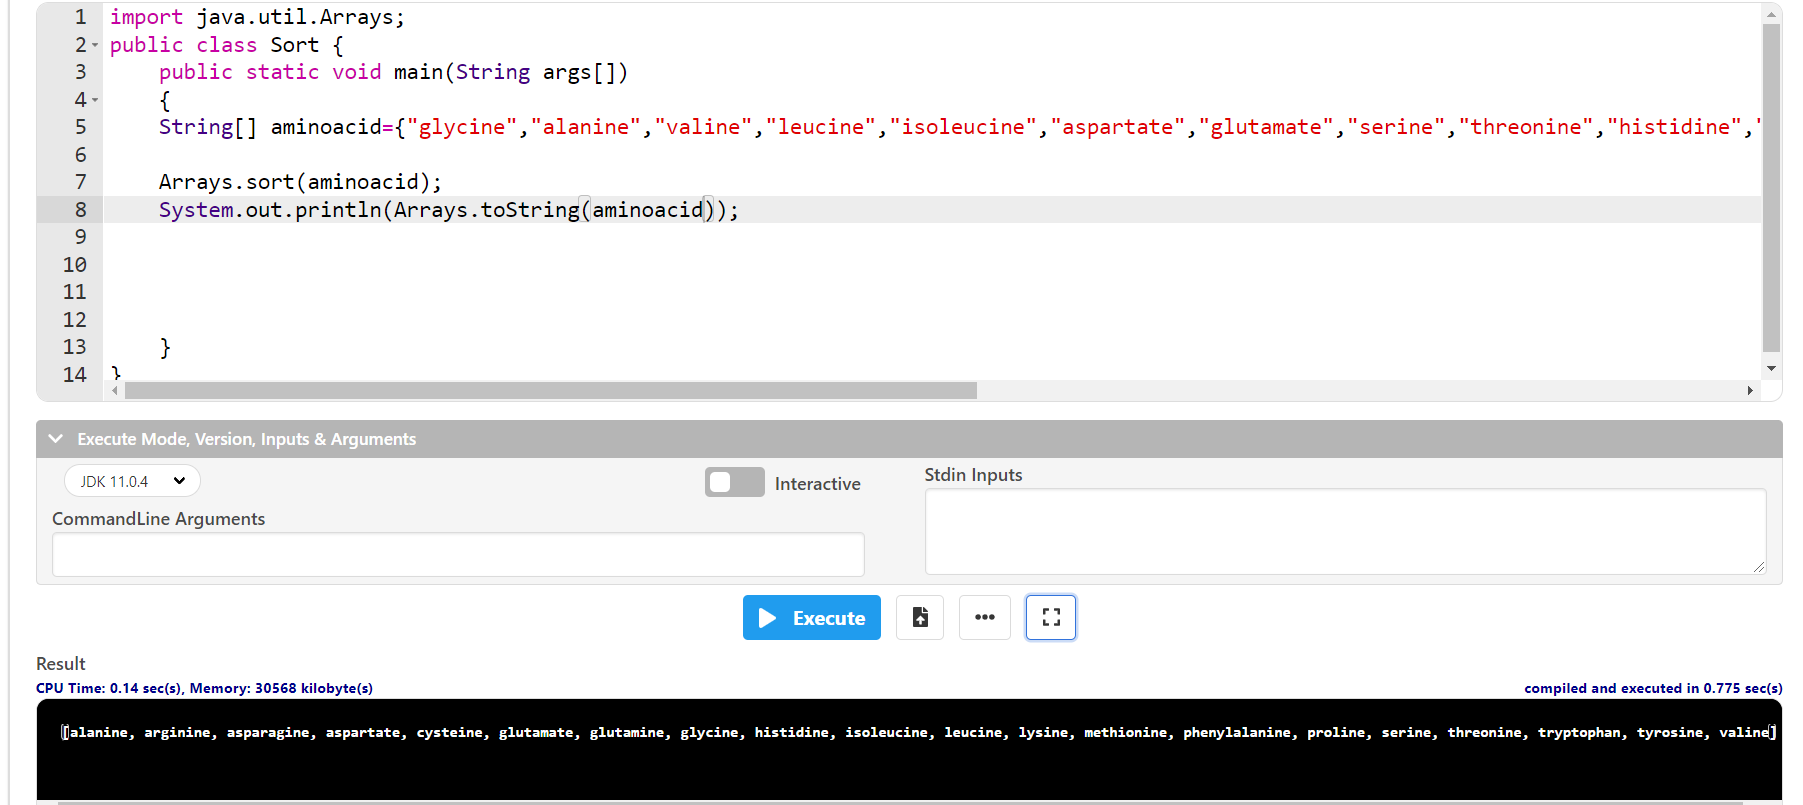 1 import java.util.Arrays;
2 public class Sort {
3 public static void main(String args[])
4 {
5 String[] aminoacid={"glycine","alanine","valine","leucine","isoleucine","aspartate","glutamate","serine","threonine","histidine","
6
7 Arrays.sort(aminoacid);
8 System.out.println(Arrays.toString(aminoacid));
9
10
11
12
13 }
14 }
Execute Mode, Version, Inputs & Arguments
JDK 11.0.4
Interactive
Stdin Inputs
CommandLine Arguments
Execute
Result
CPU Time: 0.14 sec(s), Memory: 30568 kilobyte(s)
compiled and executed in 0.775 sec(s)
[alanine, arginine, asparagine, aspartate, cysteine, glutamate, glutamine, glycine, histidine, isoleucine, leucine, lysine, methionine, phenylalanine, proline, serine, threonine, tryptophan, tyrosine, valine]